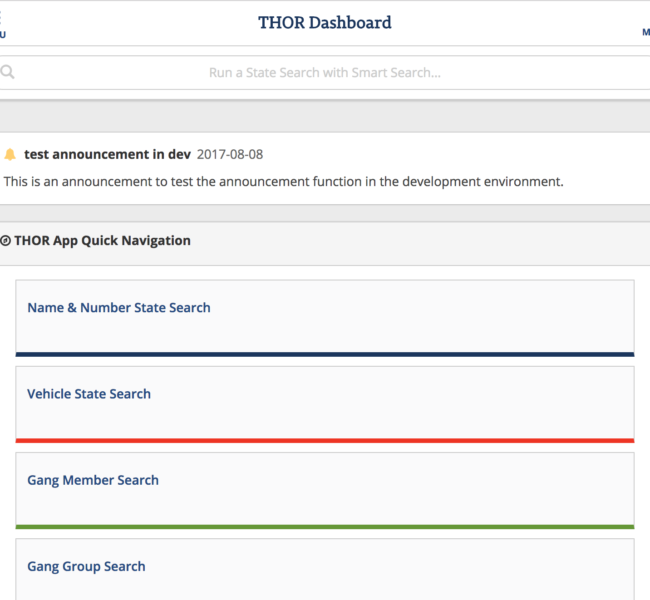 THOR Dashboard
U
M
Run a State Search with Smart Search...
test announcement in dev 2017-08-08
This is an announcement to test the announcement function in the development environment.
THOR App Quick Navigation
Name & Number State Search
Vehicle State Search
Gang Member Search
Gang Group Search